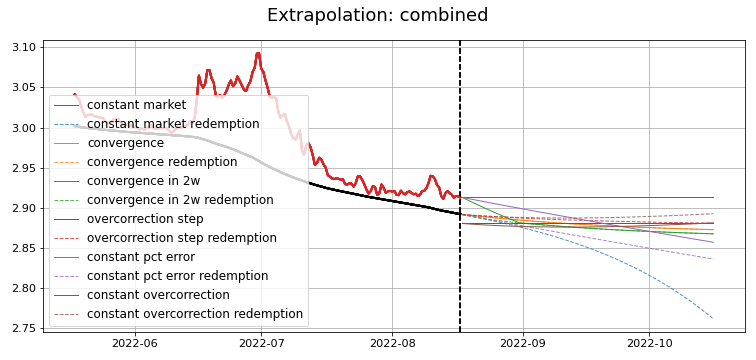 Extrapolation: combined
3.10
3.05
3.00
2.95
2.90
2.85
2.80
2.75
constant market
constant market redemption
convergence
convergence redemption
convergence in 2w
convergence in 2w redemption
overcorrection step
overcorrection step redemption
constant pct error
constant pct error redemption
constant overcorrection
constant overcorrection redemption
2022-06 2022-07 2022-08 2022-09 2022-10